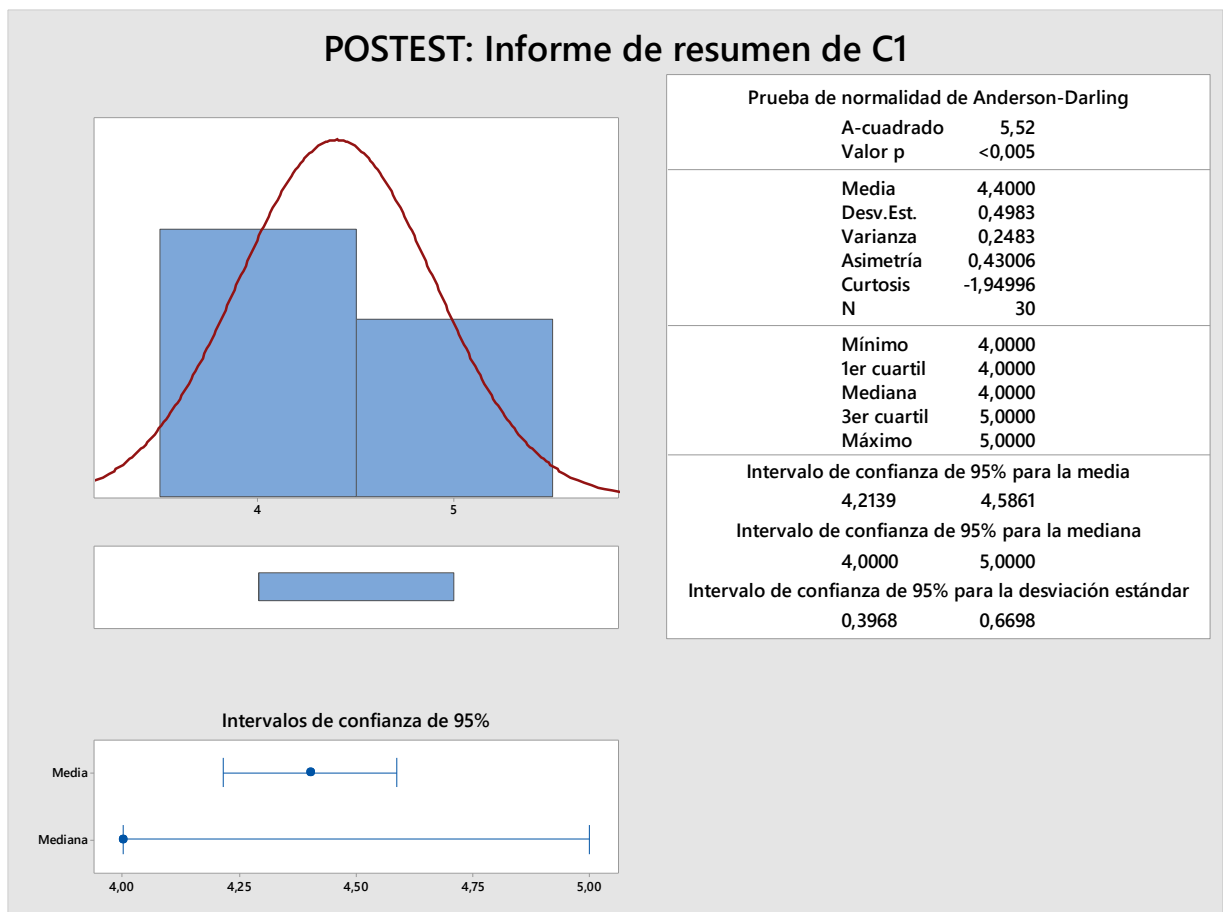 POSTEST: Informe de resumen de C1
4 5
Intervalos de confianza de 95%
Media
Mediana
4,00 4,25 4,50 4,75 5,00
Prueba de normalidad de Anderson-Darling
A-cuadrado 5,52
Valor p <0,005
Media 4,4000
Desv.Est. 0,4983
Varianza 0,2483
Asimetría 0,43006
Curtosis -1,94996
N 30
Mínimo 4,0000
1er cuartil 4,0000
Mediana 4,0000
3er cuartil 5,0000
Máximo 5,0000
Intervalo de confianza de 95% para la media
4,2139 4,5861
Intervalo de confianza de 95% para la mediana
4,0000 5,0000
Intervalo de confianza de 95% para la desviación estándar
0,3968 0,6698